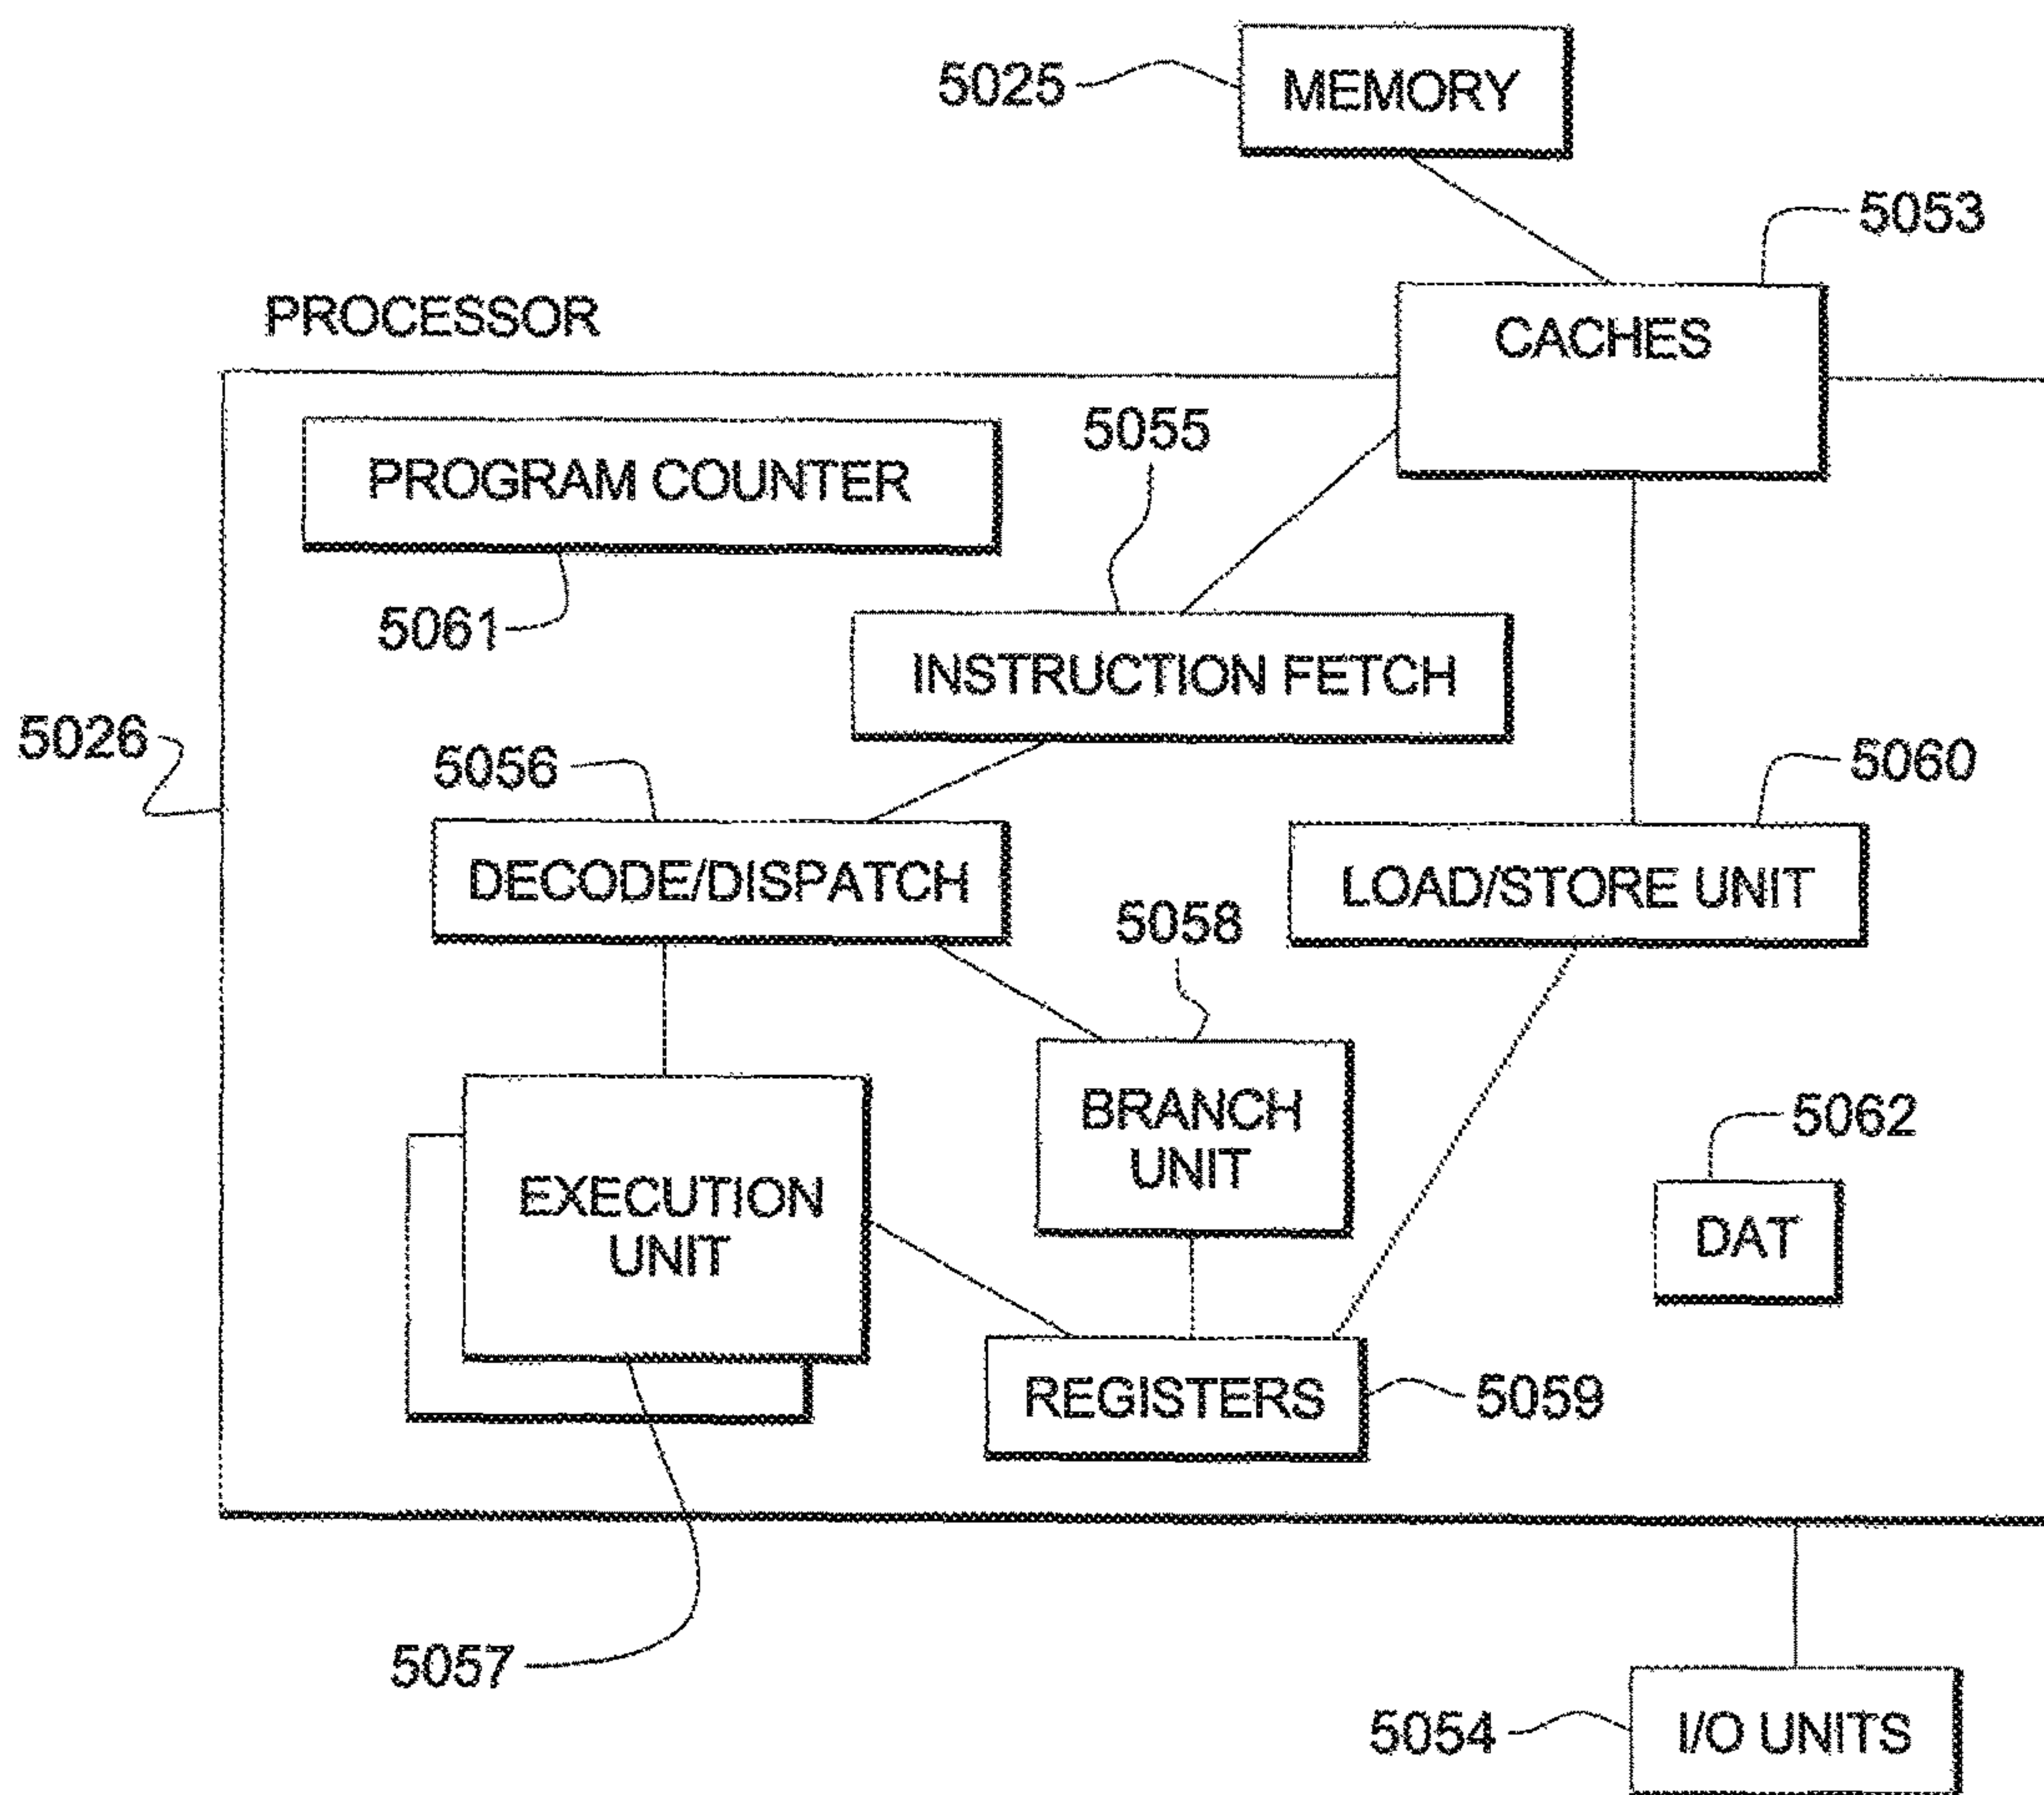 MEMORY
5025
5053
CACHES
PROCESSOR
5055
PROGRAM COUNTER
5061
INSTRUCTION FETCH
5026
5056
5060
DECODE/DISPATCH
LOAD/STORE UNIT
5058
BRANCH
UNIT
5062
EXECUTION
UNIT
DAT
REGISTERS
5059
5057
5054
I/O UNITS